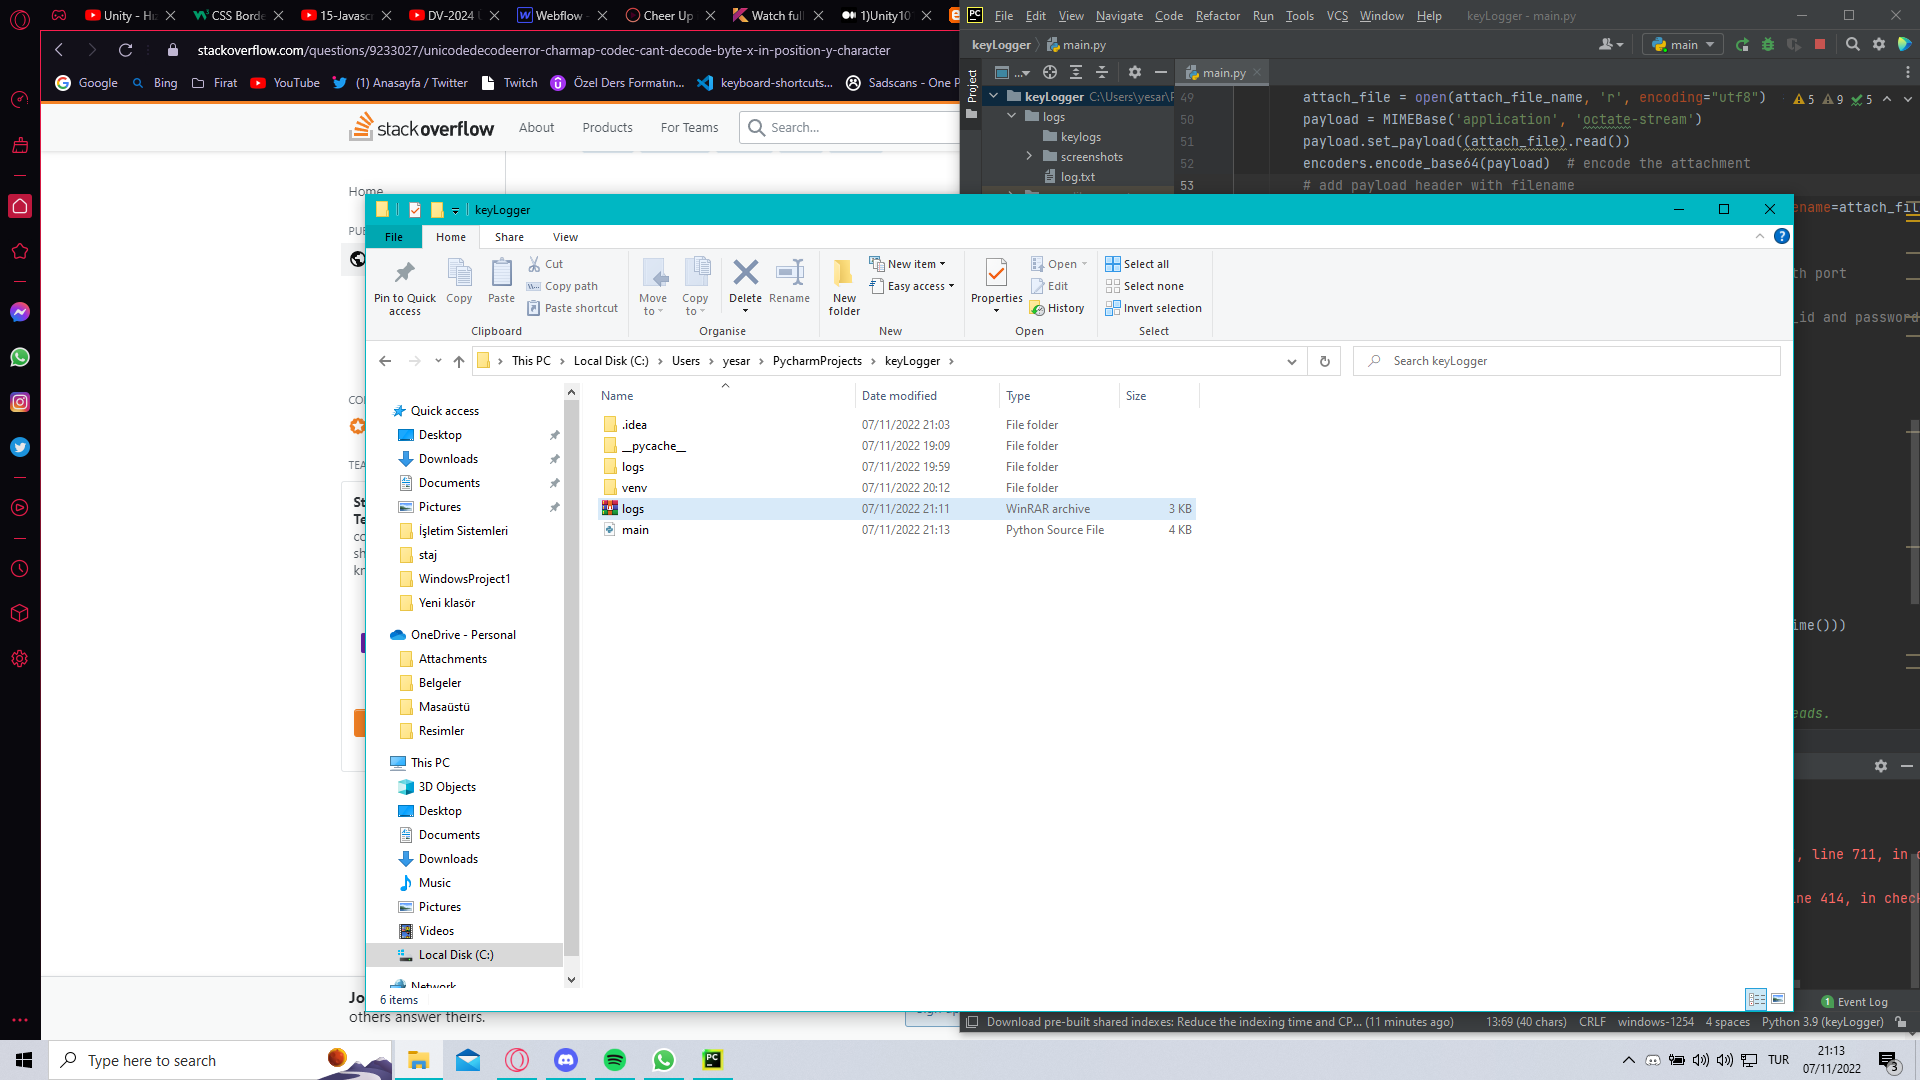 Unity - Hu
CSS Borde
15-Javasc
DV-2024
Webflow -
Cheer Up
Watch full
1)Unity101
stackoverflow.com/questions/9233027/unicodedecodeerror-charmap-codec-cant-decode-byte-x-in-position-y-character
Google
Bing
Firat
YouTube
(1) Anasayfa / Twitter
Twitch
Özel Ders Formatın...
keyboard-shortcuts...
Sadscans - One P
stackoverflow
About
Products
For Teams
Search...
Home
File Edit View Navigate Code Refactor Run Tools VCS Window Help keyLogger - main.py
keyLogger main.py
main
Project
main.py
keyLogger C:\Users\yesar\P
logs
keylogs
screenshots
log.txt
5 9 5
49 attach_file = open(attach_file_name, 'r', encoding="utf8")
50 payload = MIMEBase('application', 'octate-stream')
51 payload.set_payload((attach_file).read())
52 encoders.encode_base64(payload)  # encode the attachment
53 # add payload header with filename
ename=attach_fil
th port
_id and password
ime()))
eads.
, line 711, in
ne 414, in check
keyLogger
File Home Share View
Pin to Quick access
Copy
Paste
Cut
Copy path
Paste shortcut
Clipboard
Move to
Copy to
Delete
Rename
Organise
New folder
New item
Easy access
New
Properties
Open
Edit
History
Open
Select all
Select none
Invert selection
Select
This PC > Local Disk (C:) > Users > yesar > PycharmProjects > keyLogger >
Search keyLogger
Name Date modified Type Size
.idea 07/11/2022 21:03 File folder
__pycache__ 07/11/2022 19:09 File folder
logs 07/11/2022 19:59 File folder
venv 07/11/2022 20:12 File folder
logs 07/11/2022 21:11 WinRAR archive 3 KB
main 07/11/2022 21:13 Python Source File 4 KB
Quick access
Desktop
Downloads
Documents
Pictures
İşletim Sistemleri
staj
WindowsProject1
Yeni klasör
OneDrive - Personal
Attachments
Belgeler
Masaüstü
Resimler
This PC
3D Objects
Desktop
Documents
Downloads
Music
Pictures
Videos
Local Disk (C:)
Network
6 items
others answer theirs.
1 Event Log
Download pre-built shared indexes: Reduce the indexing time and CP... (11 minutes ago)
13:69 (40 chars) CRLF windows-1254 4 spaces Python 3.9 (keyLogger)
Type here to search
TUR
21:13
07/11/2022
3